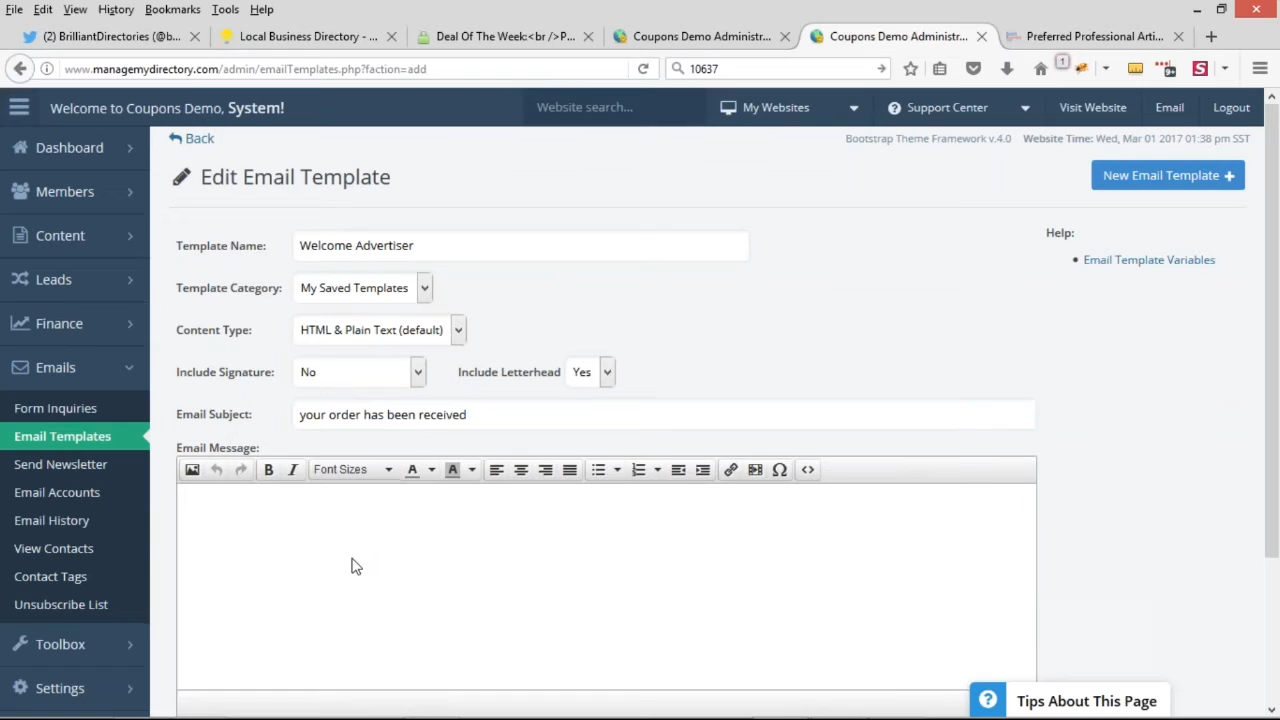 File Edit View History Bookmarks Tools Help
(2) BrilliantDirectories (@b...
Local Business Directory - ...
Deal Of The Week:<br />P...
Coupons Demo Administr...
Coupons Demo Administr...
Preferred Professional Arti...
www.managemydirectory.com/admin/emailTemplates.php?faction=add
10637
1
Welcome to Coupons Demo, System!
Website search...
My Websites
Support Center
Visit Website
Email
Logout
Back
Bootstrap Theme Framework v.4.0 Website Time: Wed, Mar 01 2017 01:38 pm SST
Edit Email Template
New Email Template +
Dashboard
Members
Content
Leads
Finance
Emails
Form Inquiries
Email Templates
Send Newsletter
Email Accounts
Email History
View Contacts
Contact Tags
Unsubscribe List
Toolbox
Settings
Template Name: Welcome Advertiser
Template Category: My Saved Templates
Content Type: HTML & Plain Text (default)
Include Signature: No Include Letterhead Yes
Email Subject: your order has been received
Email Message:
B I Font Sizes A A Ω <>
Help:
Email Template Variables
? Tips About This Page